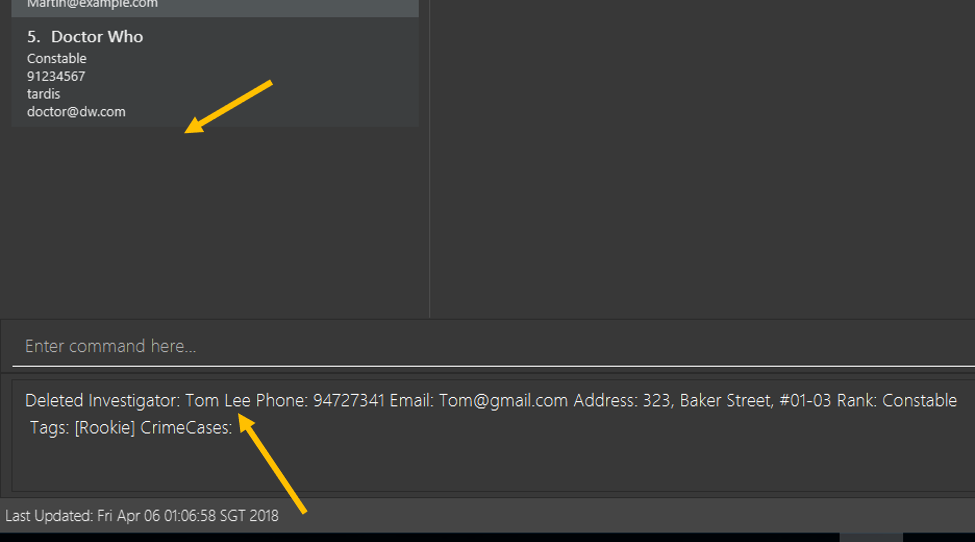 Martin@example.com
5. Doctor Who
Constable
91234567
tardis
doctor@dw.com
Enter command here...
Deleted Investigator: Tom Lee Phone: 94727341 Email: Tom@gmail.com Address: 323, Baker Street, #01-03 Rank: Constable
Tags: [Rookie] CrimeCases:
Last Updated: Fri Apr 06 01:06:58 SGT 2018